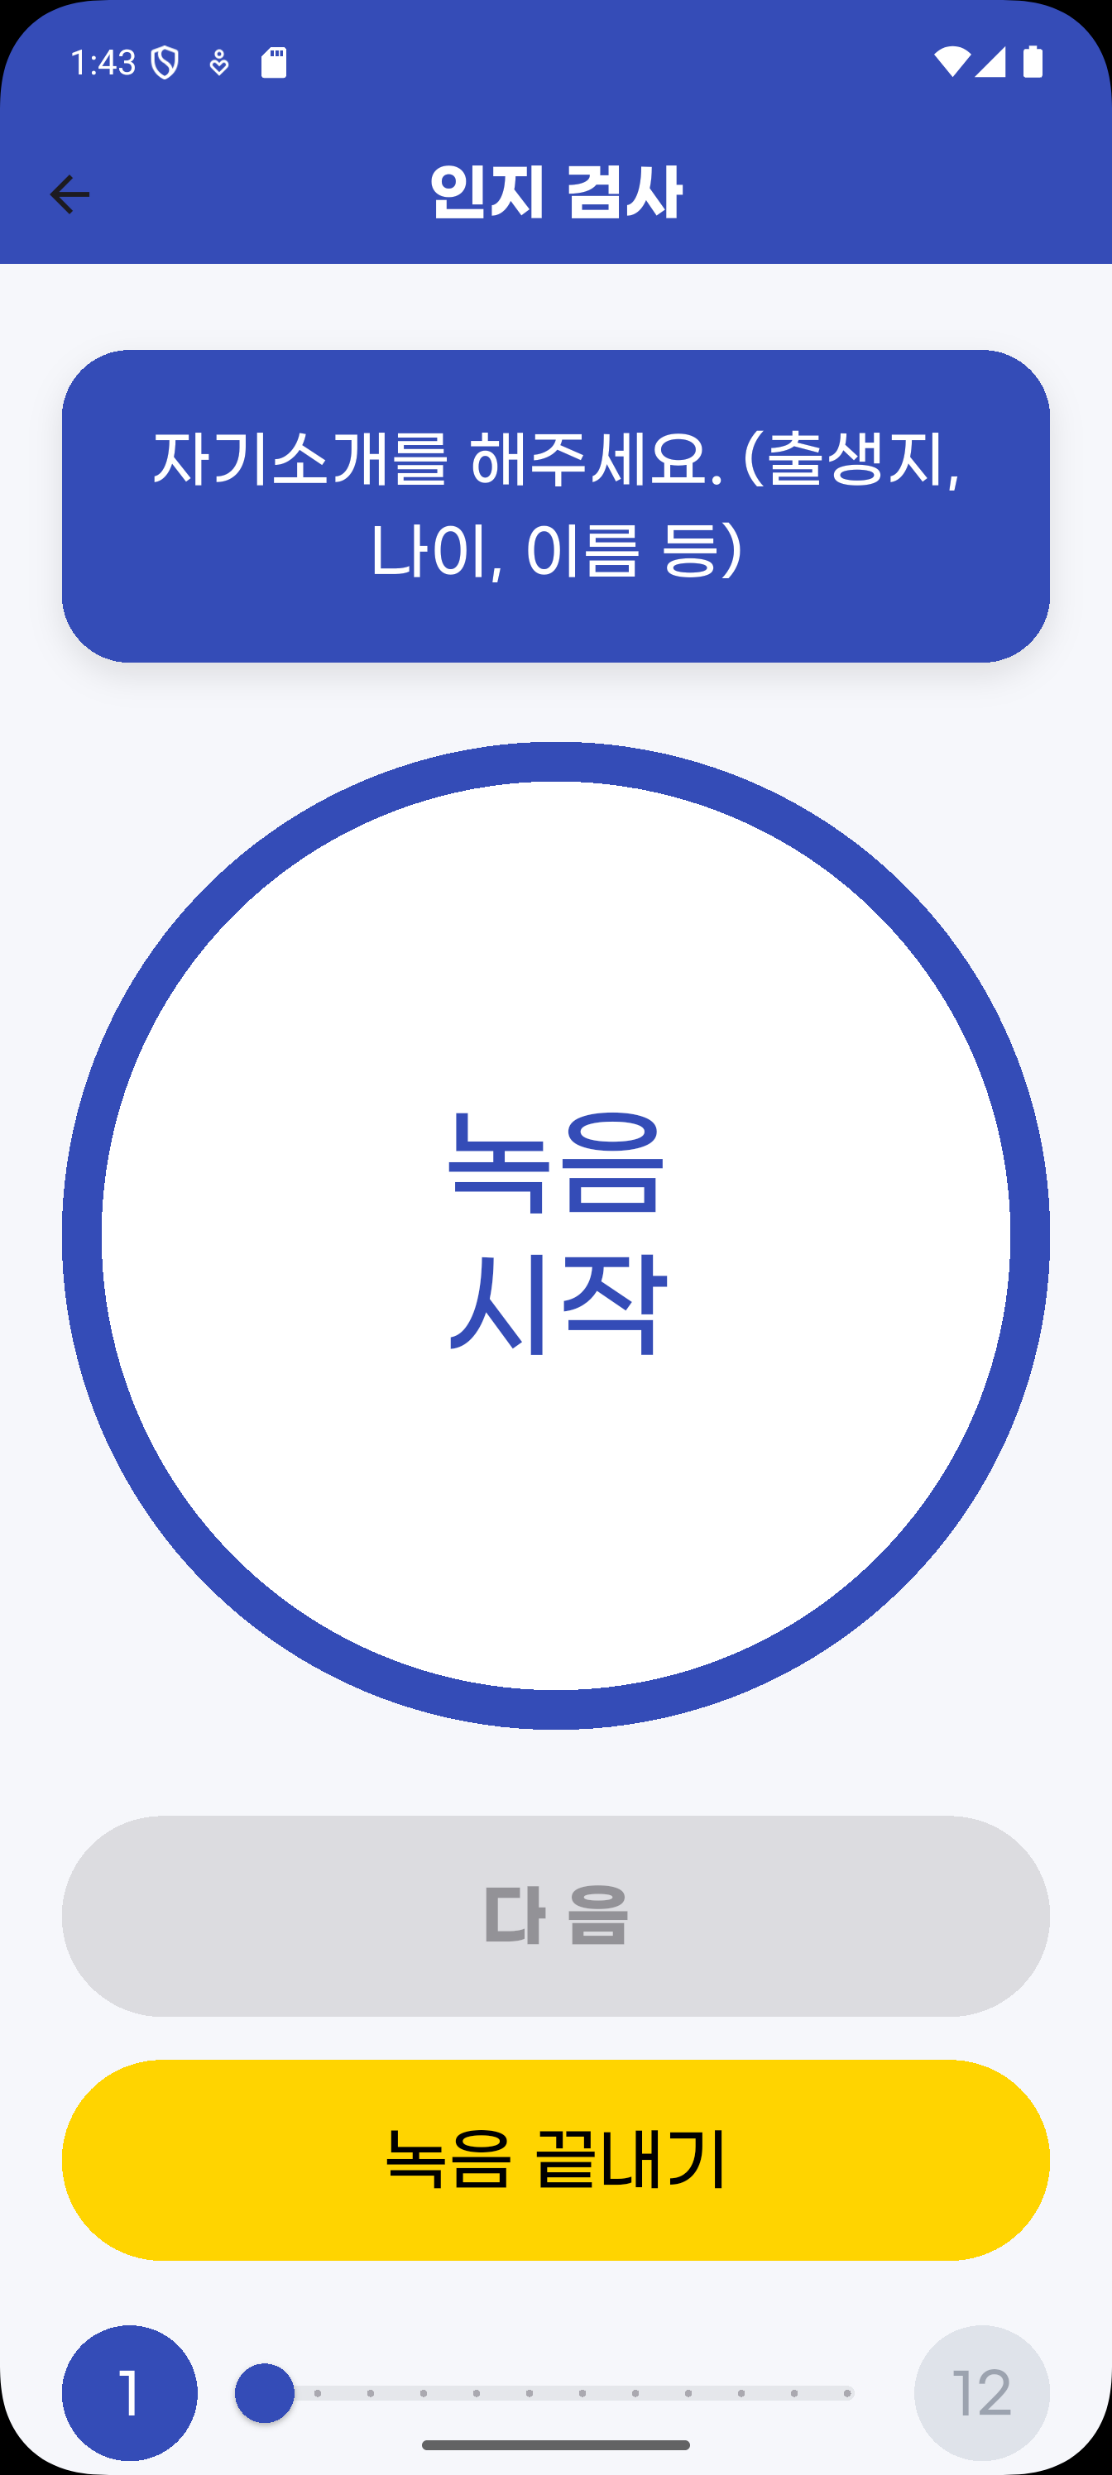 1:43
인지 검사
자기소개를 해주세요. (출생지,
나이, 이름 등)
녹음
시작
다 음
녹음 끝내기
1
12